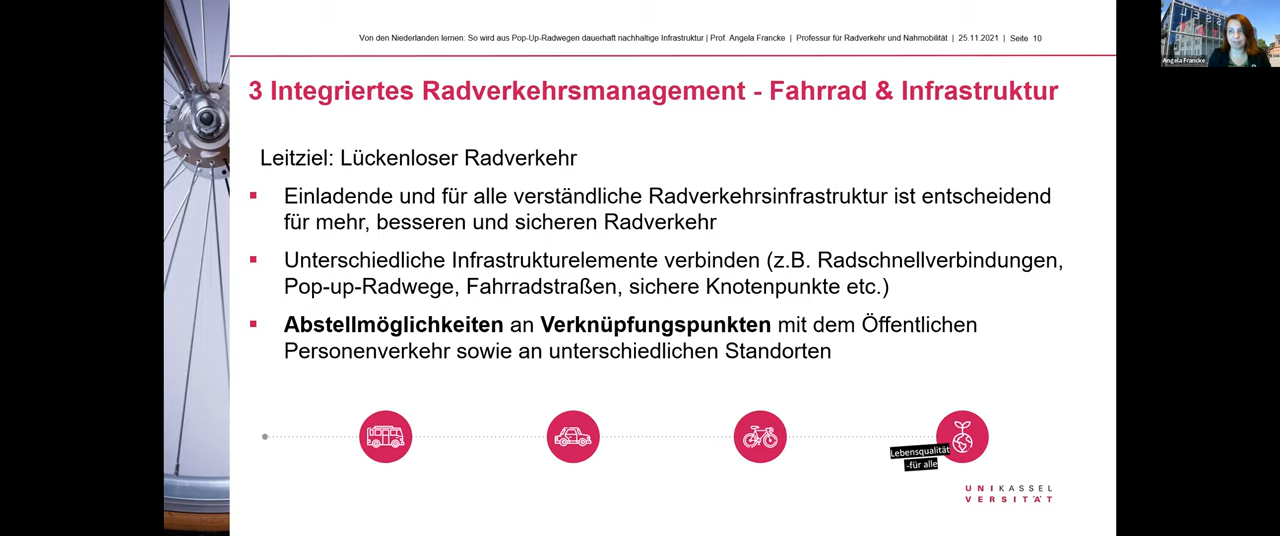 Von den Niederlanden lernen: So wird aus Pop-Up-Radwegen dauerhaft nachhaltige Infrastruktur | Prof. Angela Francke | Professur für Radverkehr und Nahmobilität | 25.11.2021 | Seite 10
Angela Francke
3 Integriertes Radverkehrsmanagement - Fahrrad & Infrastruktur
Leitziel: Lückenloser Radverkehr
▪ Einladende und für alle verständliche Radverkehrsinfrastruktur ist entscheidend
für mehr, besseren und sicheren Radverkehr
▪ Unterschiedliche Infrastrukturelemente verbinden (z.B. Radschnellverbindungen,
Pop-up-Radwege, Fahrradstraßen, sichere Knotenpunkte etc.)
▪ Abstellmöglichkeiten an Verknüpfungspunkten mit dem Öffentlichen
Personenverkehr sowie an unterschiedlichen Standorten
Lebensqualität
-für alle
UNIKASSEL
VERSITÄT